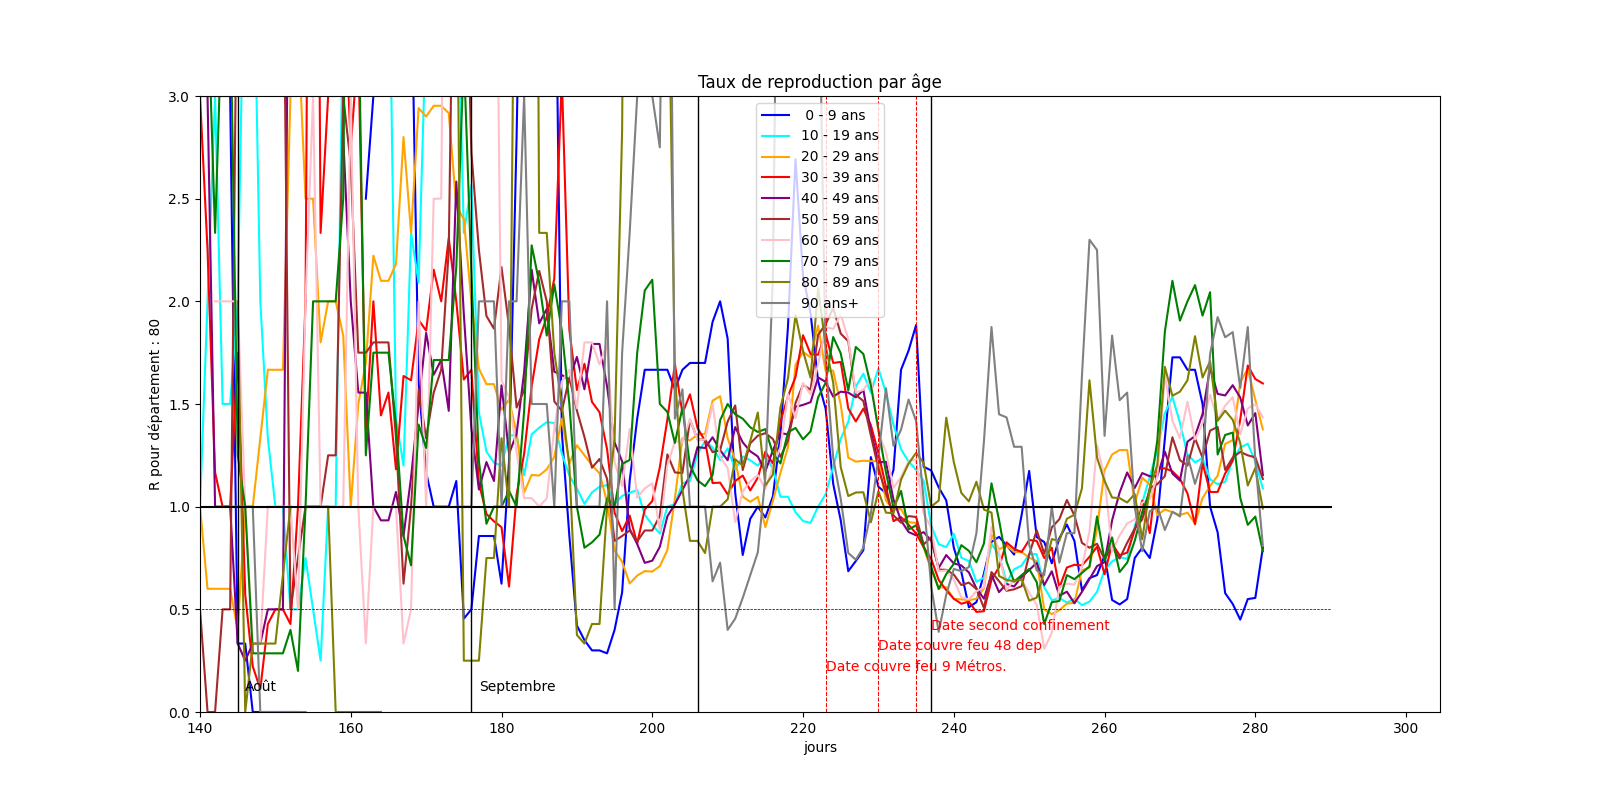 Taux de reproduction par âge
3.0
2.5
2.0
1.5
1.0
0.5
0.0
R pour département : 80
0 - 9 ans
10 - 19 ans
20 - 29 ans
30 - 39 ans
40 - 49 ans
50 - 59 ans
60 - 69 ans
70 - 79 ans
80 - 89 ans
90 ans+
Date second confinement
Date couvre feu 48 dep
Date couvre feu 9 Métros.
Août
Septembre
140 160 180 200 220 240 260 280 300
jours